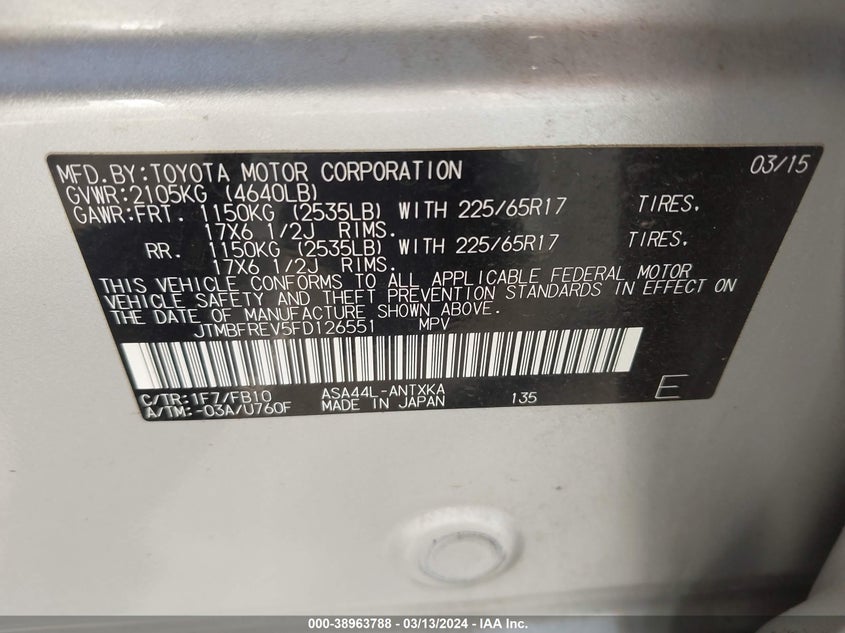 MFD.BY:TOYOTA MOTOR CORPORATION 03/15
GVWR:2105KG (4640LB)
GAWR:FRT. 1150KG (2535LB) WITH 225/65R17 TIRES.
17X6 1/2J RIMS.
RR. 1150KG (2535LB) WITH 225/65R17 TIRES.
17X6 1/2J RIMS.
THIS VEHICLE CONFORMS TO ALL APPLICABLE FEDERAL MOTOR
VEHICLE SAFETY AND THEFT PREVENTION STANDARDS IN EFFECT ON
THE DATE OF MANUFACTURE SHOWN ABOVE.
JTMBFREV5FD126551 MPV
C/TR:1F7/FB10 ASA44L-ANTXKA 135 E
A/TM:-03A/U760F MADE IN JAPAN
000-38963788 - 03/13/2024 - IAA Inc.